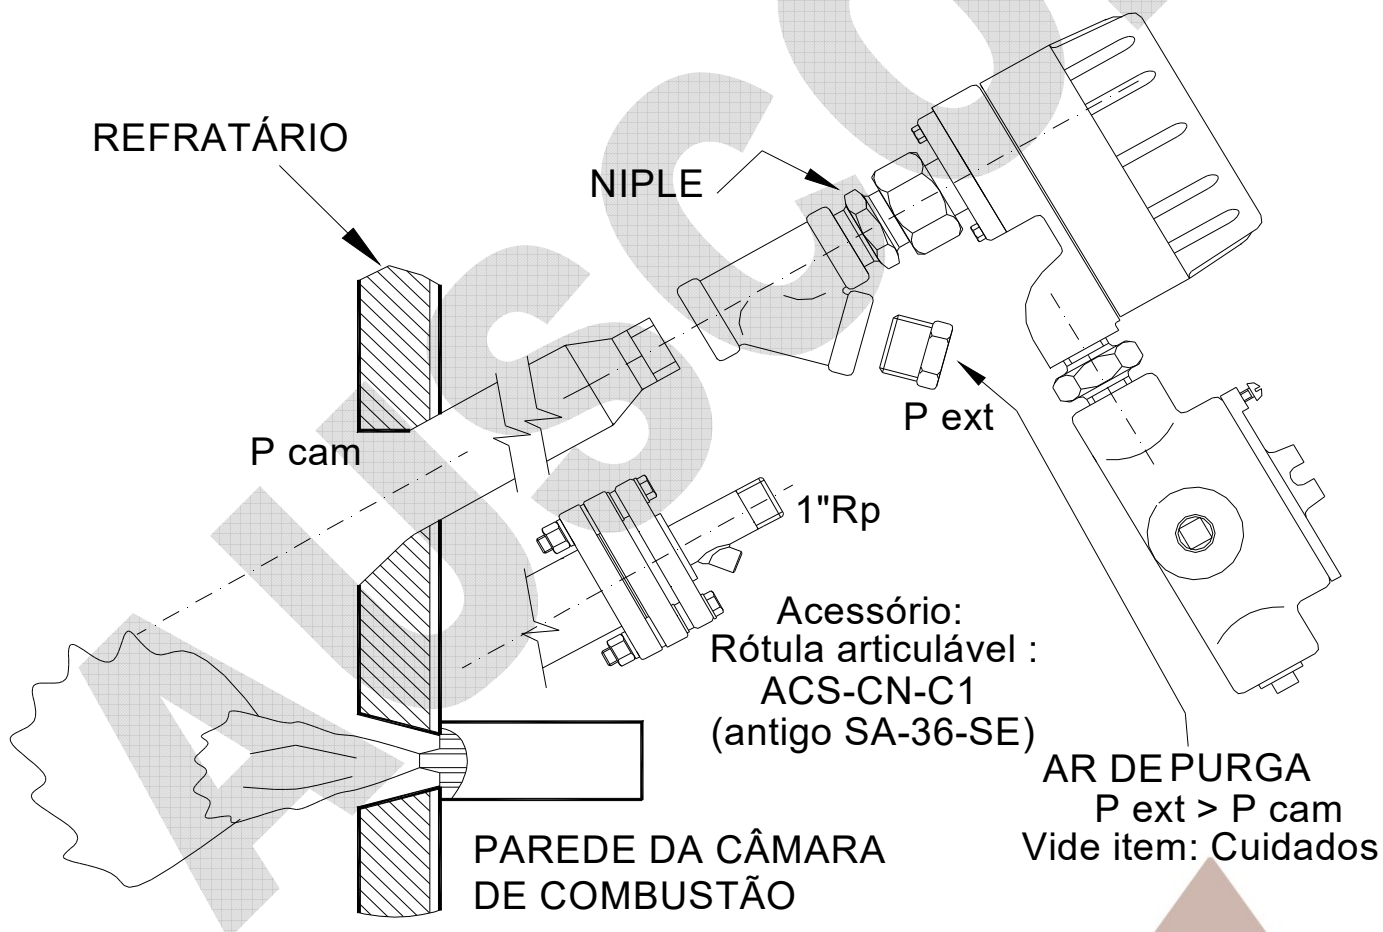 REFRATÁRIO
NIPLE
P cam
P ext
1"Rp
Acessório:
Rótula articulável :
ACS-CN-C1
(antigo SA-36-SE)
AR DE PURGA
P ext > P cam
Vide item: Cuidados
PAREDE DA CÂMARA
DE COMBUSTÃO